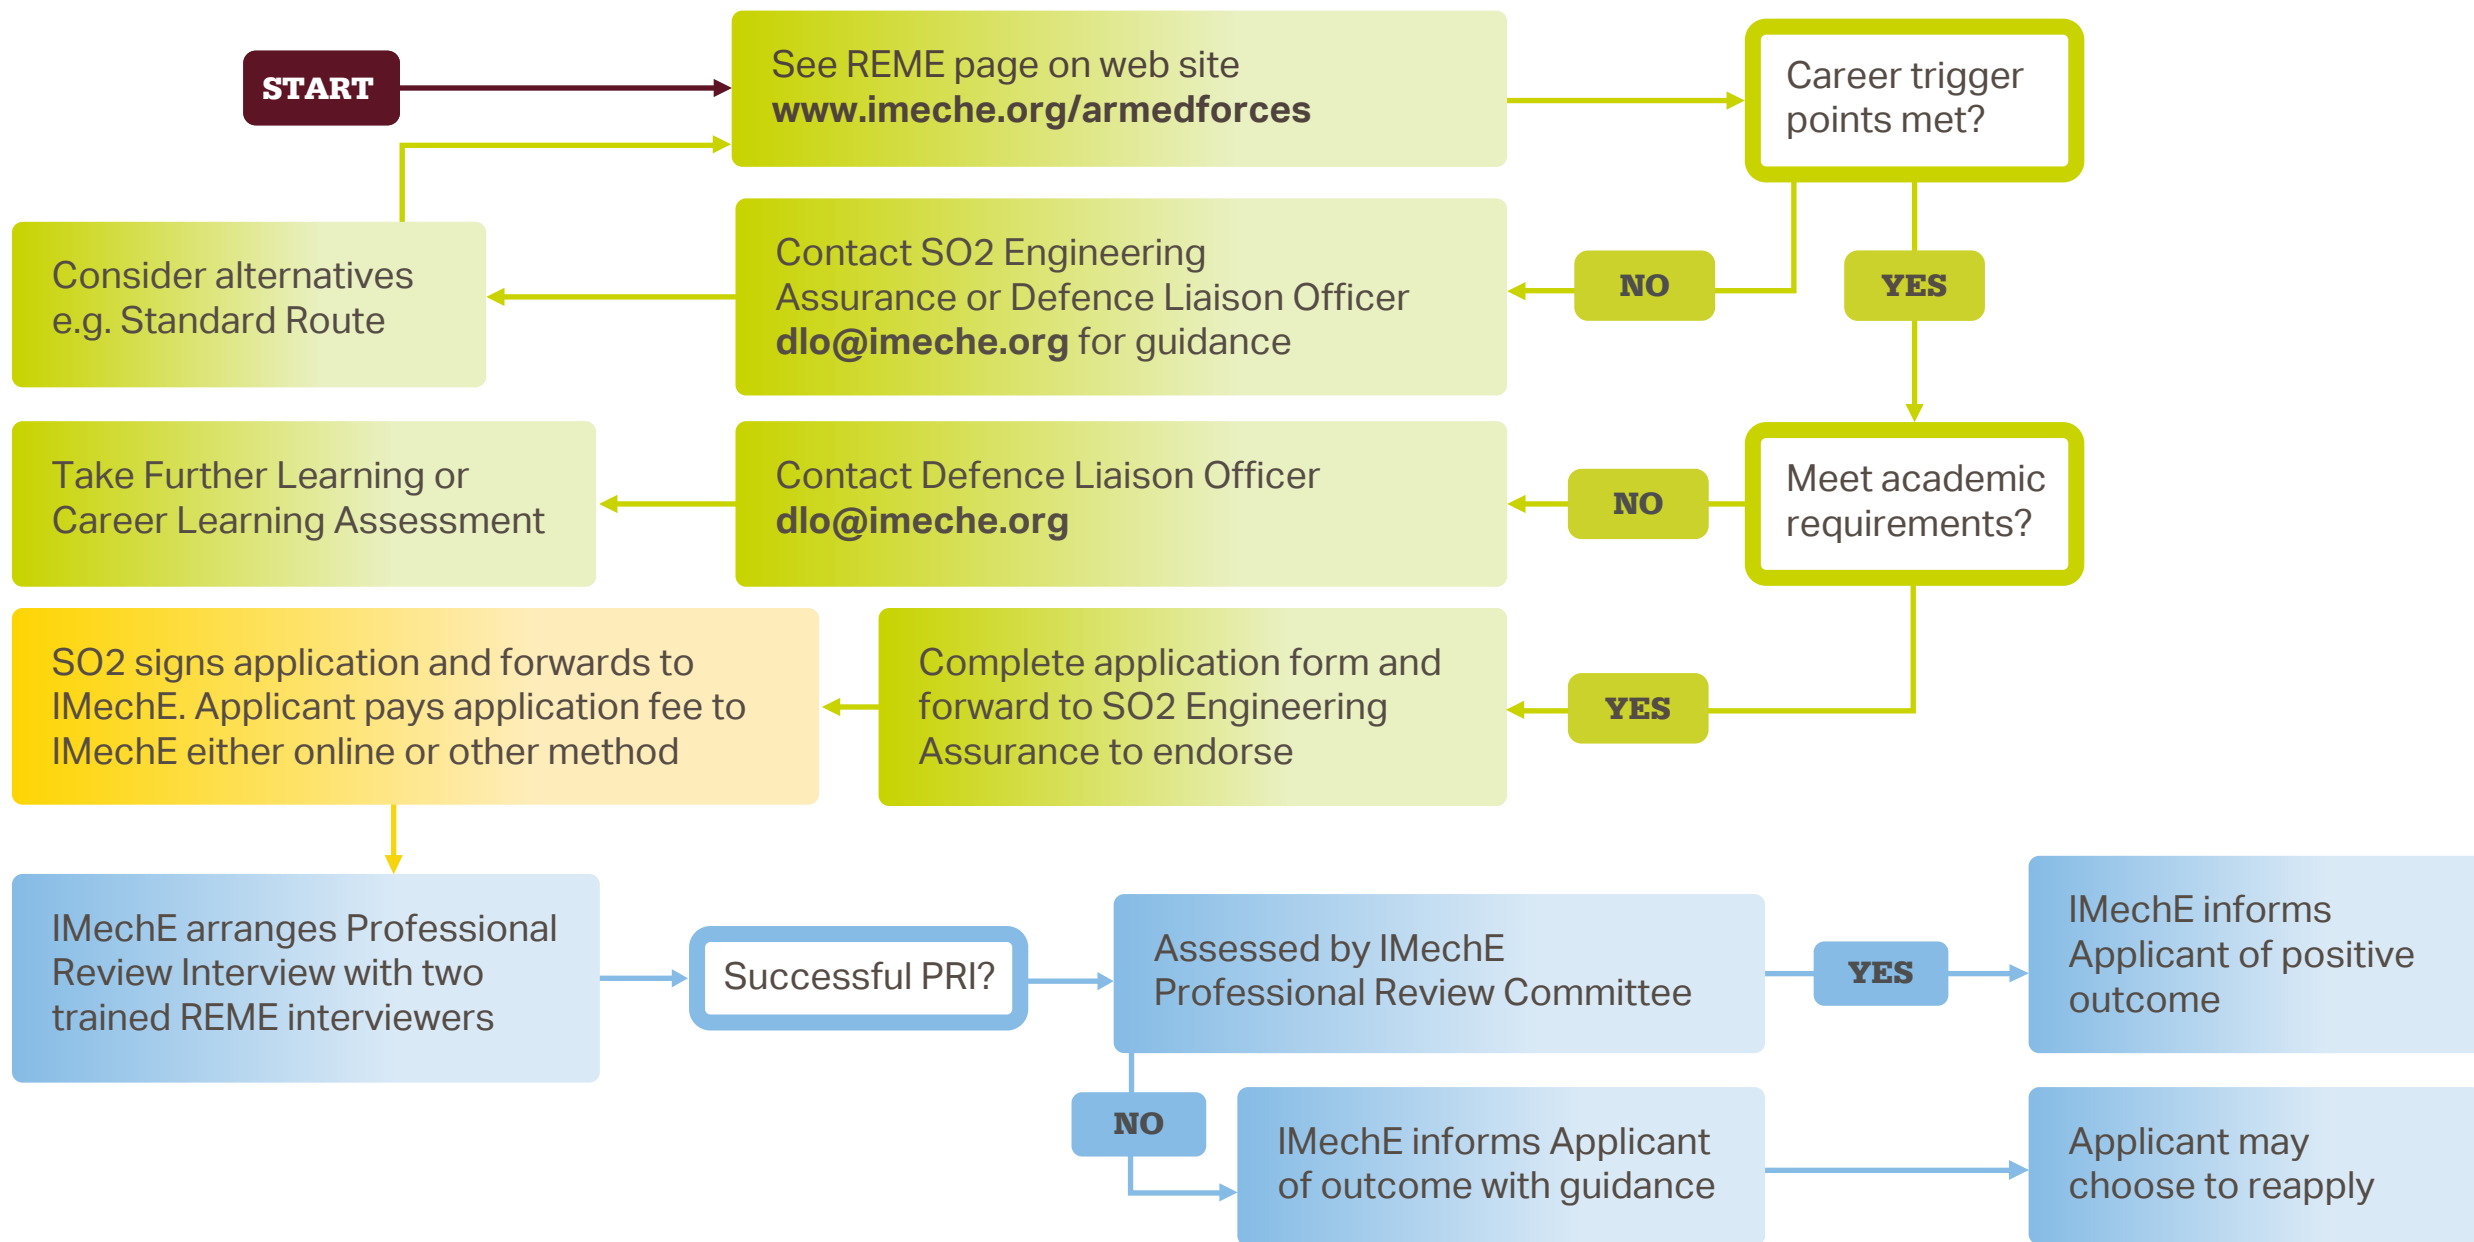 START
See REME page on web site
www.imeche.org/armedforces
Career trigger
points met?
Consider alternatives
e.g. Standard Route
Contact SO2 Engineering
Assurance or Defence Liaison Officer
dlo@imeche.org for guidance
NO
YES
Take Further Learning or
Career Learning Assessment
Contact Defence Liaison Officer
dlo@imeche.org
NO
Meet academic
requirements?
SO2 signs application and forwards to
IMechE. Applicant pays application fee to
IMechE either online or other method
Complete application form and
forward to SO2 Engineering
Assurance to endorse
YES
IMechE arranges Professional
Review Interview with two
trained REME interviewers
Successful PRI?
Assessed by IMechE
Professional Review Committee
YES
IMechE informs
Applicant of positive
outcome
NO
IMechE informs Applicant
of outcome with guidance
Applicant may
choose to reapply